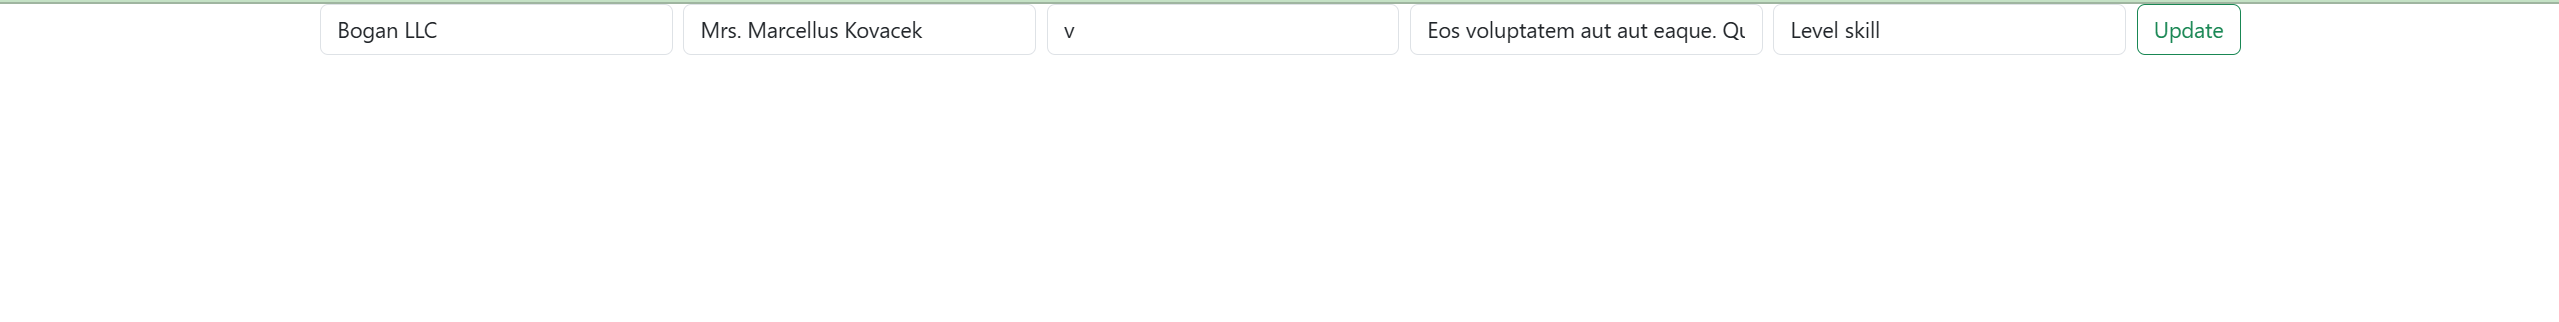 Bogan LLC Mrs. Marcellus Kovacek v Eos voluptatem aut aut eaque. Level skill Update